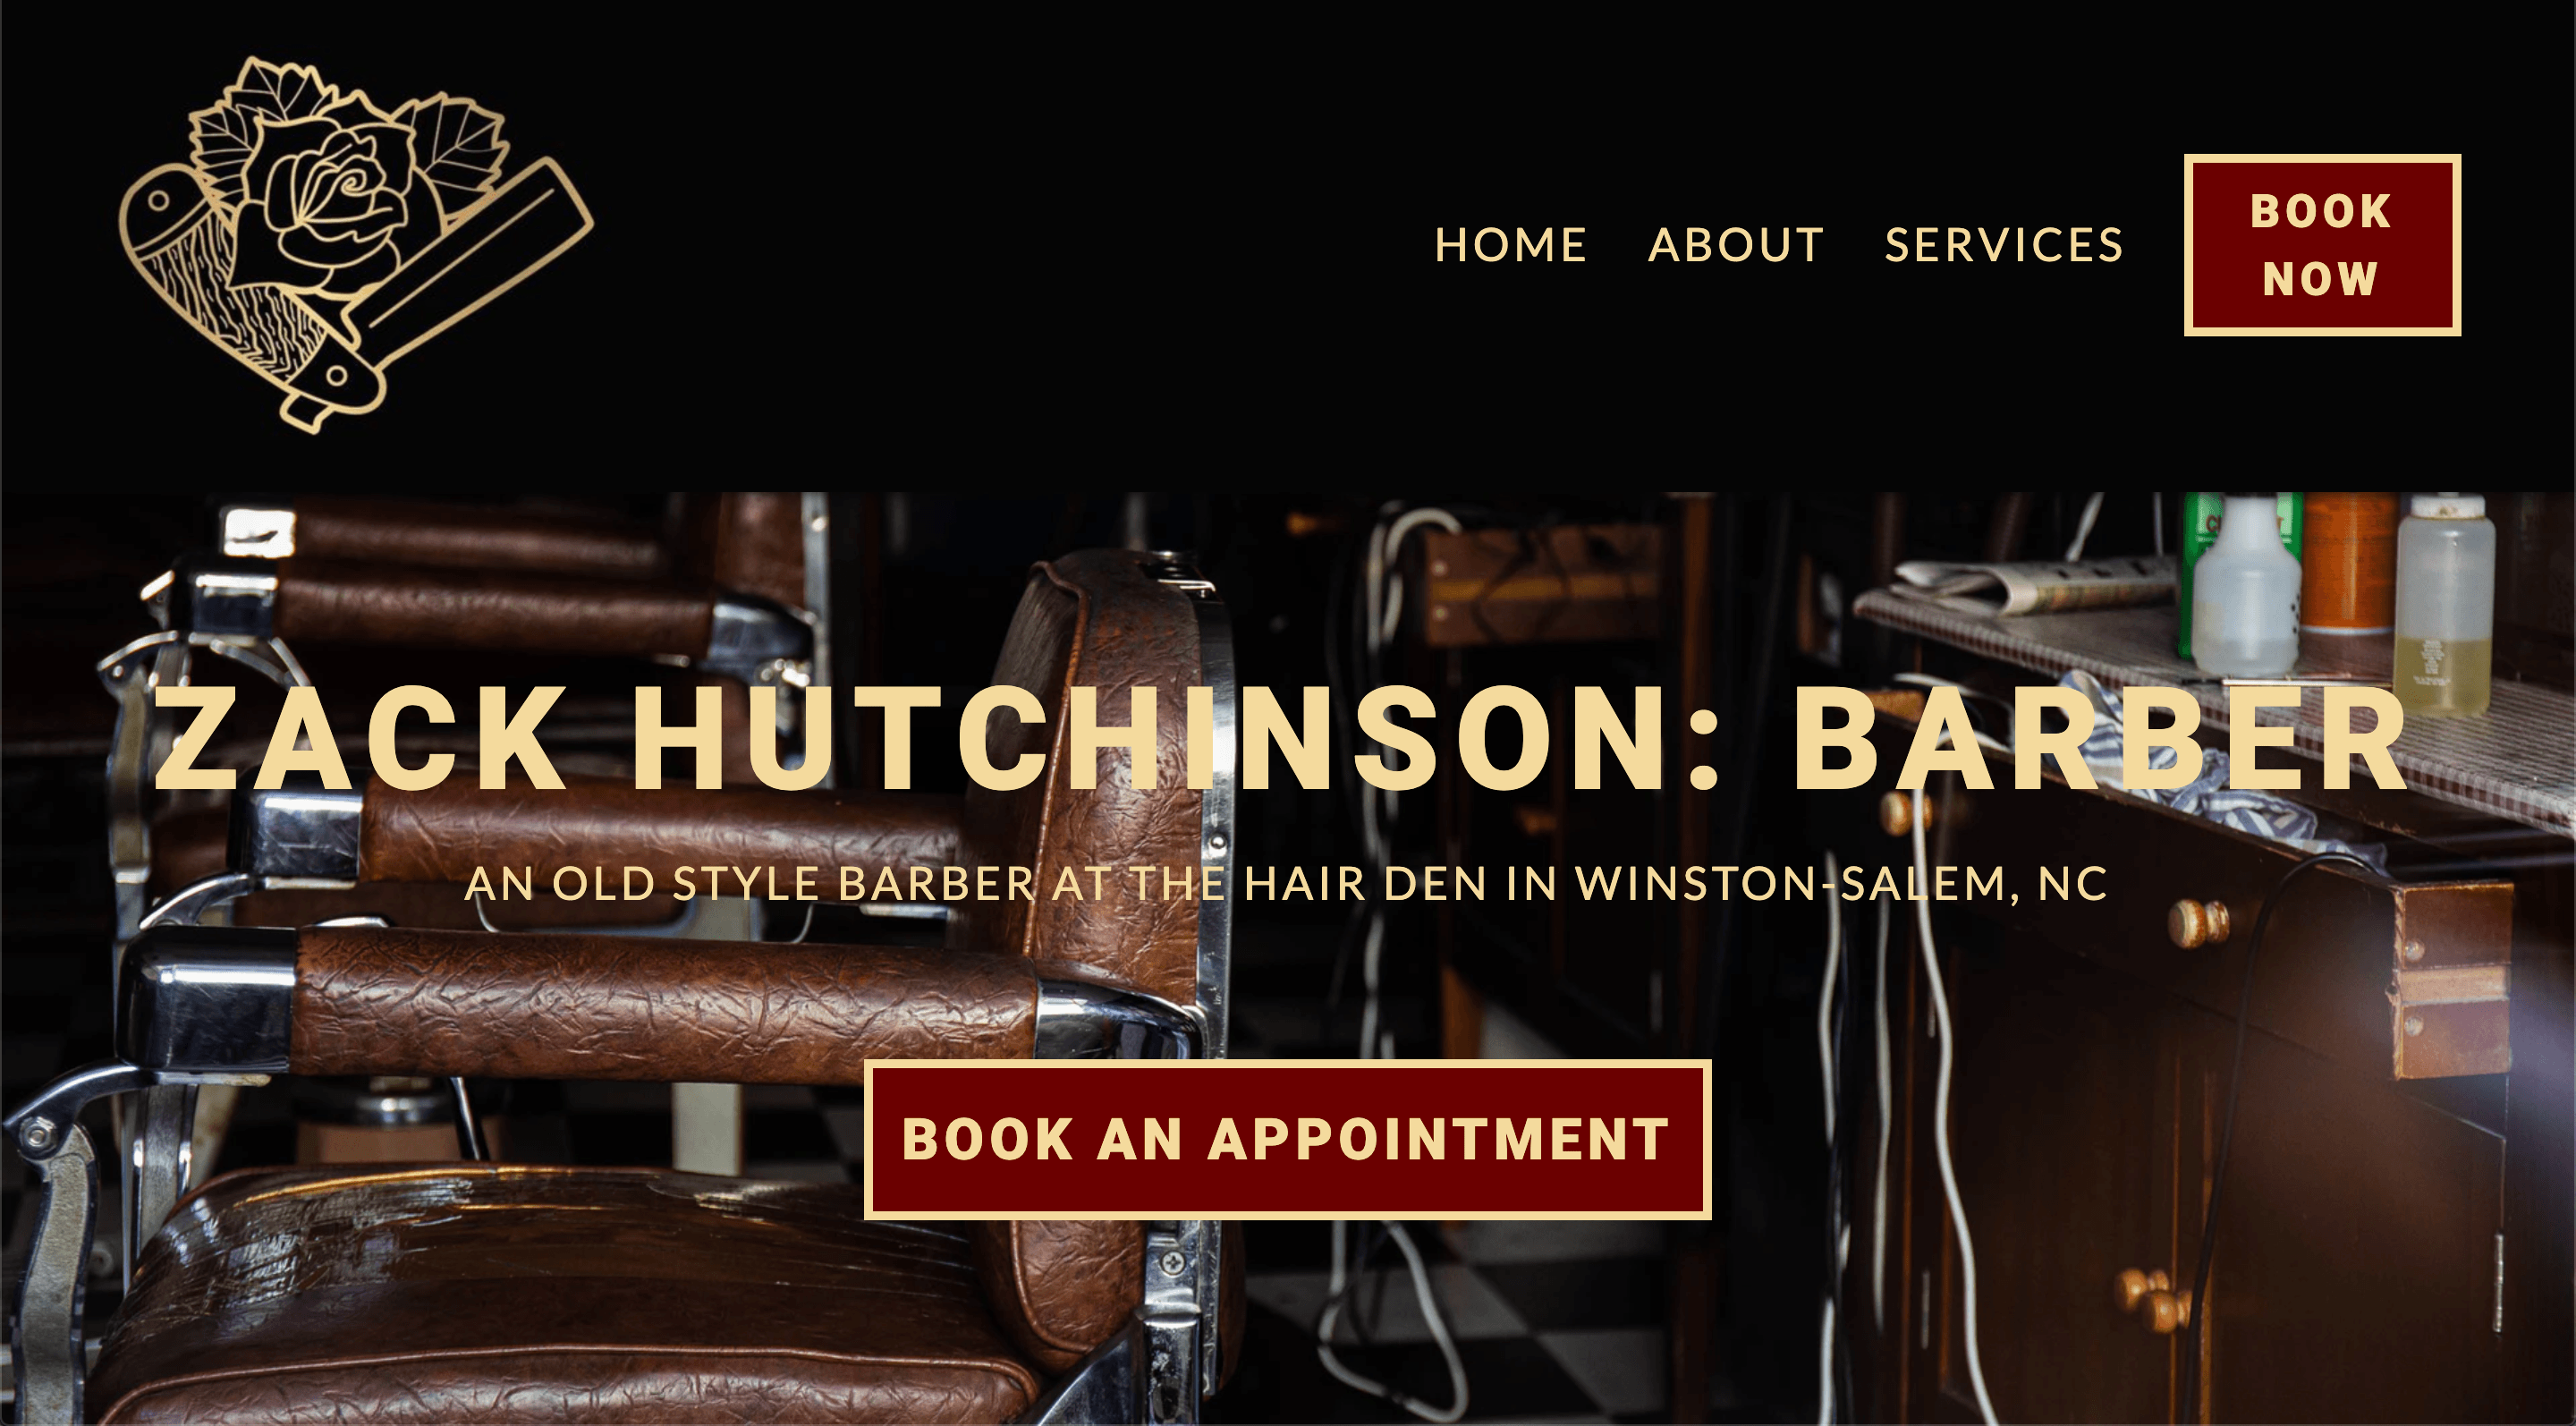 HOME ABOUT SERVICES
BOOK
NOW
ZACK HUTCHINSON: BARBER
AN OLD STYLE BARBER AT THE HAIR DEN IN WINSTON-SALEM, NC
BOOK AN APPOINTMENT